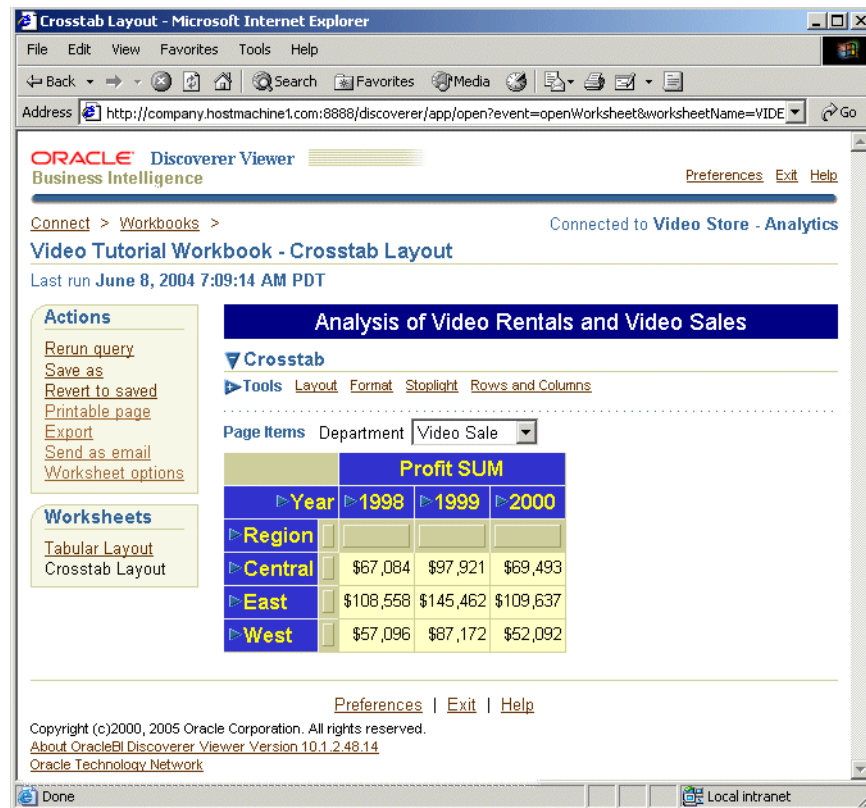 Crosstab Layout - Microsoft Internet Explorer
File Edit View Favorites Tools Help
Back Search Favorites Media
Address http://company.hostmachine1.com:8888/discoverer/app/open?event=openWorksheet&worksheetName=VIDE Go
ORACLE Discoverer Viewer
Business Intelligence
Preferences Exit Help
Connect > Workbooks >
Connected to Video Store - Analytics
Video Tutorial Workbook - Crosstab Layout
Last run June 8, 2004 7:09:14 AM PDT
Actions
Rerun query
Save as
Revert to saved
Printable page
Export
Send as email
Worksheet options
Worksheets
Tabular Layout
Crosstab Layout
Analysis of Video Rentals and Video Sales
Crosstab
Tools Layout Format Stoplight Rows and Columns
Page Items Department Video Sale
Profit SUM
Year 1998 1999 2000
Region
Central $67,084 $97,921 $69,493
East $108,558 $145,462 $109,637
West $57,096 $87,172 $52,092
Preferences | Exit | Help
Copyright (c)2000, 2005 Oracle Corporation. All rights reserved.
About OracleBI Discoverer Viewer Version 10.1.2.48.14
Oracle Technology Network
Done Local intranet